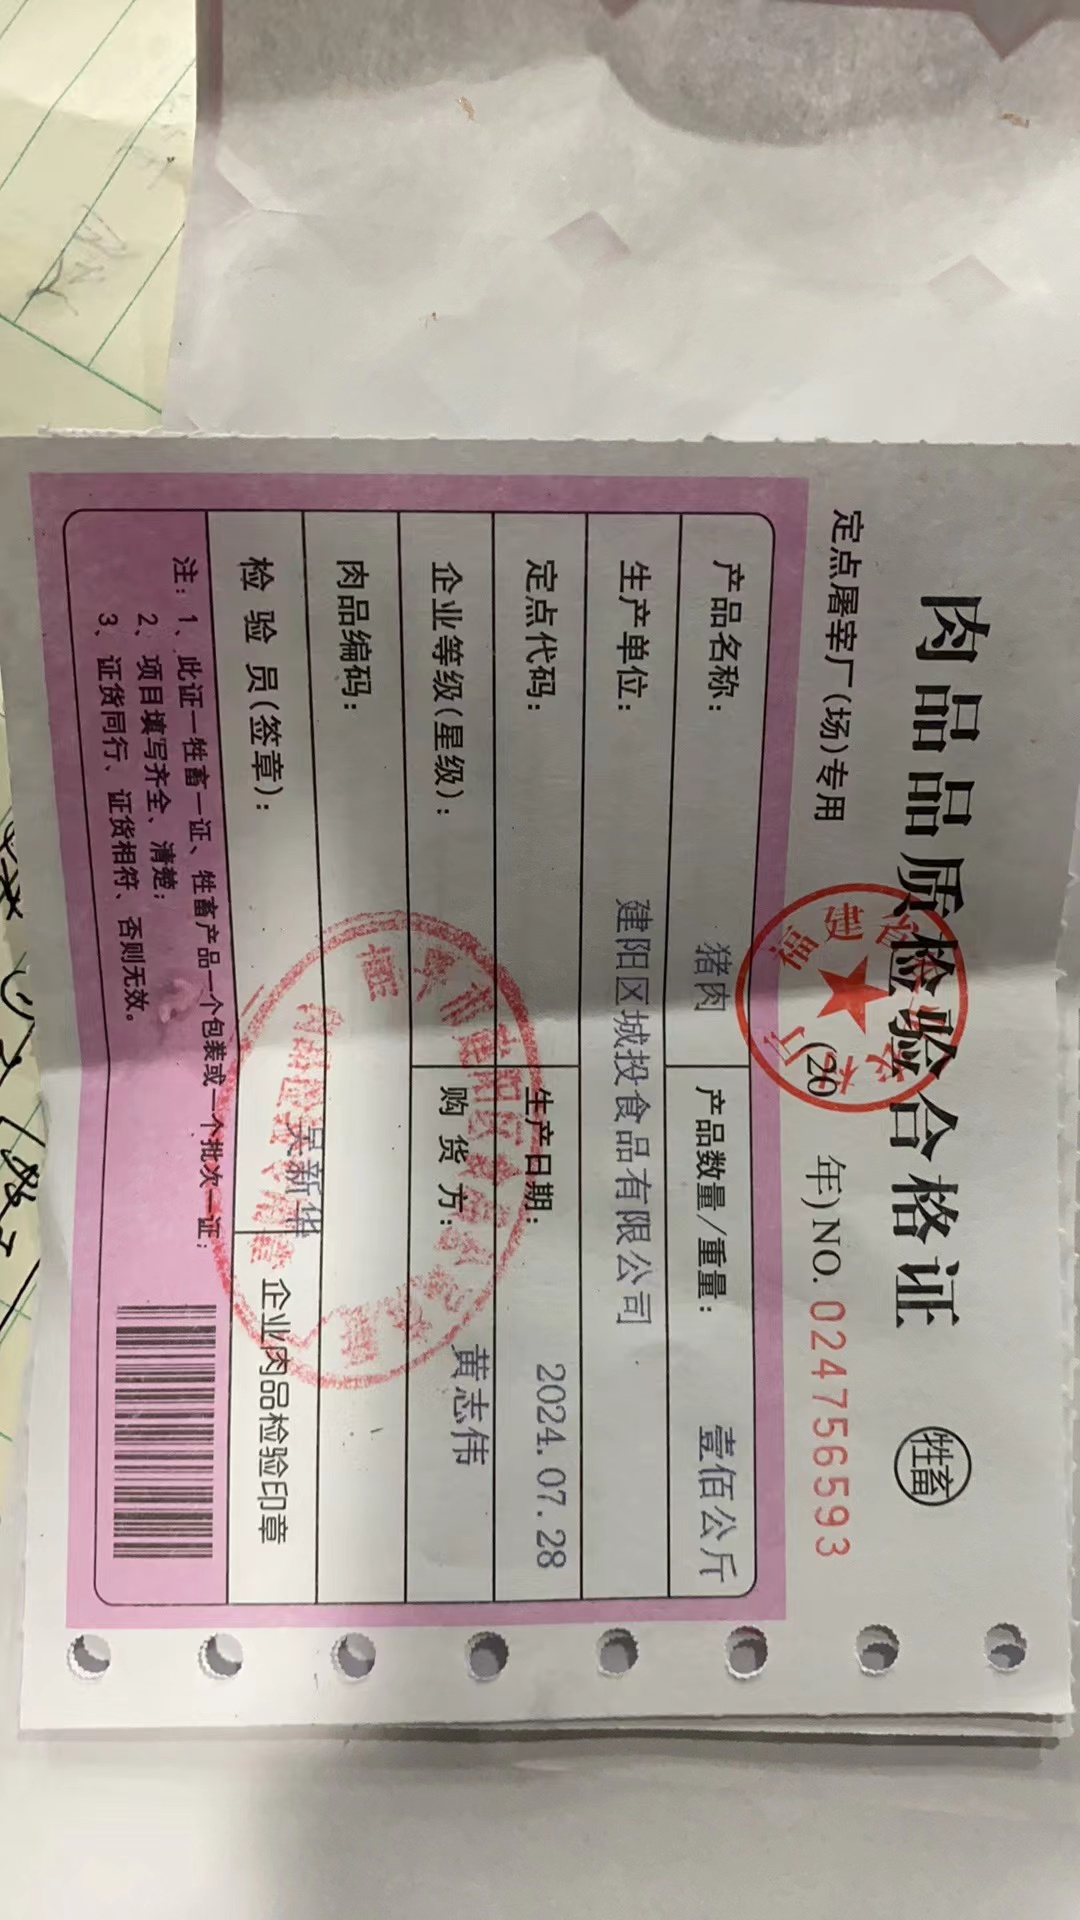 肉品品质检验合格证 牲畜
定点屠宰厂(场)专用 (20 年) NO. 0247565​93
产品名称: 猪肉 产品数量/重量: 壹佰公斤
生产单位: 建阳区城投食品有限公司
定点代码: 生产日期: 2024.07.28
企业等级(星级): 购货方: 黄志伟
肉品编码:
检验员(签章): 吴新华 企业肉品检验印章
注: 1、此证一牲畜一证、牲畜产品一个包装或一个批次一证;
2、项目填写齐全、清楚;
3、证货同行、证货相符、否则无效。